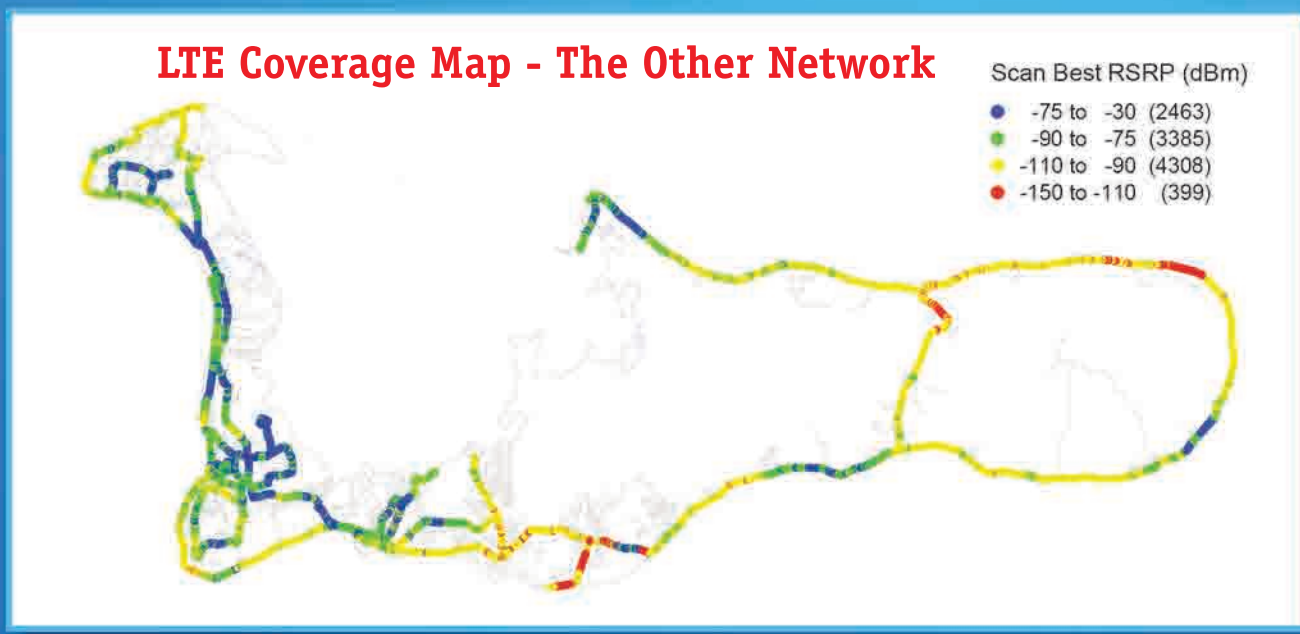 LTE Coverage Map - The Other Network
Scan Best RSRP (dBm)
-75 to -30 (2463)
-90 to -75 (3385)
-110 to -90 (4308)
-150 to -110 (399)